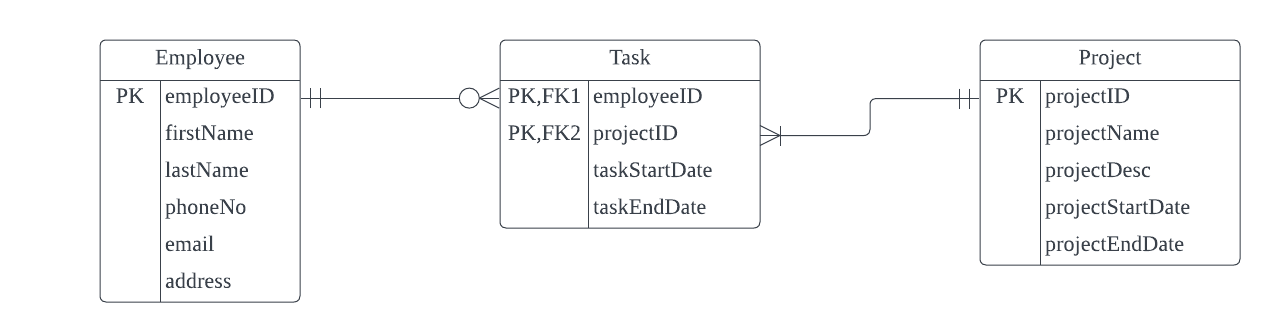 Employee
PK employeeID
firstName
lastName
phoneNo
email
address
Task
PK,FK1 employeeID
PK,FK2 projectID
taskStartDate
taskEndDate
Project
PK projectID
projectName
projectDesc
projectStartDate
projectEndDate